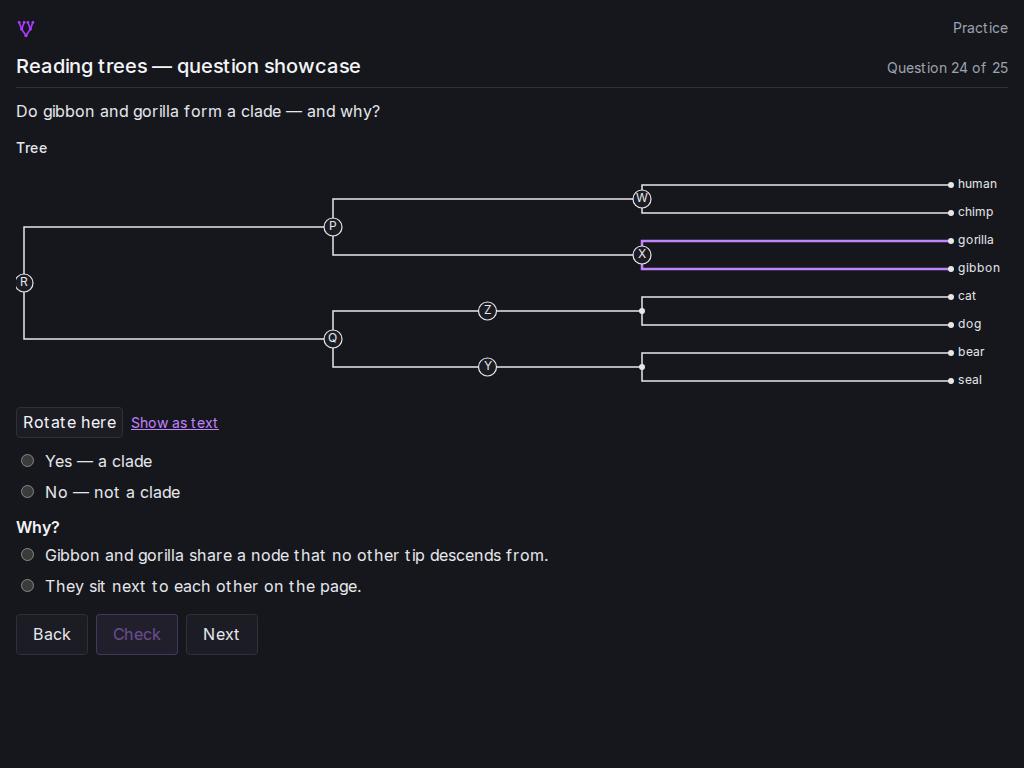 Practice
Reading trees — question showcase
Question 24 of 25
Do gibbon and gorilla form a clade — and why?
Tree
human
W
chimp
P
gorilla
X
gibbon
R
cat
Z
dog
Q
bear
Y
seal
Rotate here Show as text
Yes — a clade
No — not a clade
Why?
Gibbon and gorilla share a node that no other tip descends from.
They sit next to each other on the page.
Back Check Next